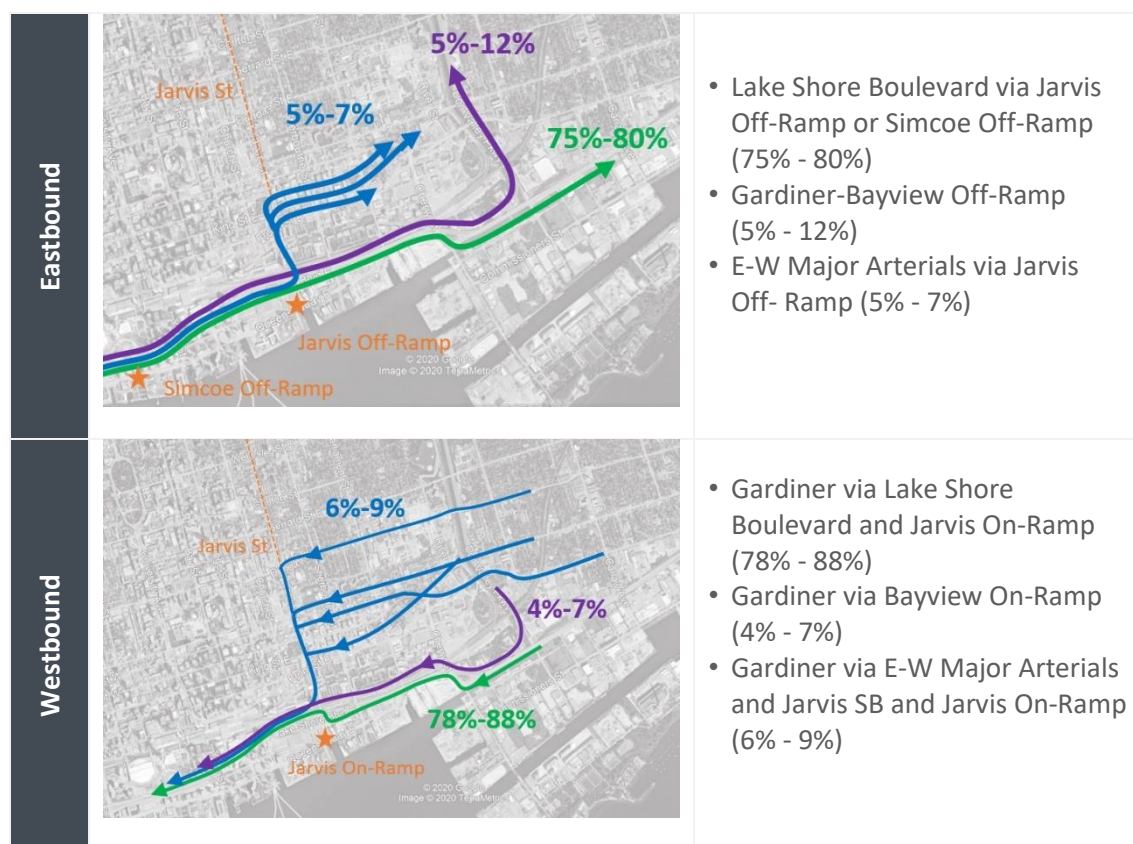 Eastbound
5%-12%
Jarvis St
5%-7%
75%-80%
Jarvis Off-Ramp
© 2020 Google
Image © 2020 TerraMetrics
Simcoe Off-Ramp
• Lake Shore Boulevard via Jarvis
Off-Ramp or Simcoe Off-Ramp
(75% - 80%)
• Gardiner-Bayview Off-Ramp
(5% - 12%)
• E-W Major Arterials via Jarvis
Off- Ramp (5% - 7%)
Westbound
6%-9%
Jarvis St
4%-7%
78%-88%
Jarvis On-Ramp
© 2020 Google
Image © 2020 TerraMetrics
• Gardiner via Lake Shore
Boulevard and Jarvis On-Ramp
(78% - 88%)
• Gardiner via Bayview On-Ramp
(4% - 7%)
• Gardiner via E-W Major Arterials
and Jarvis SB and Jarvis On-Ramp
(6% - 9%)